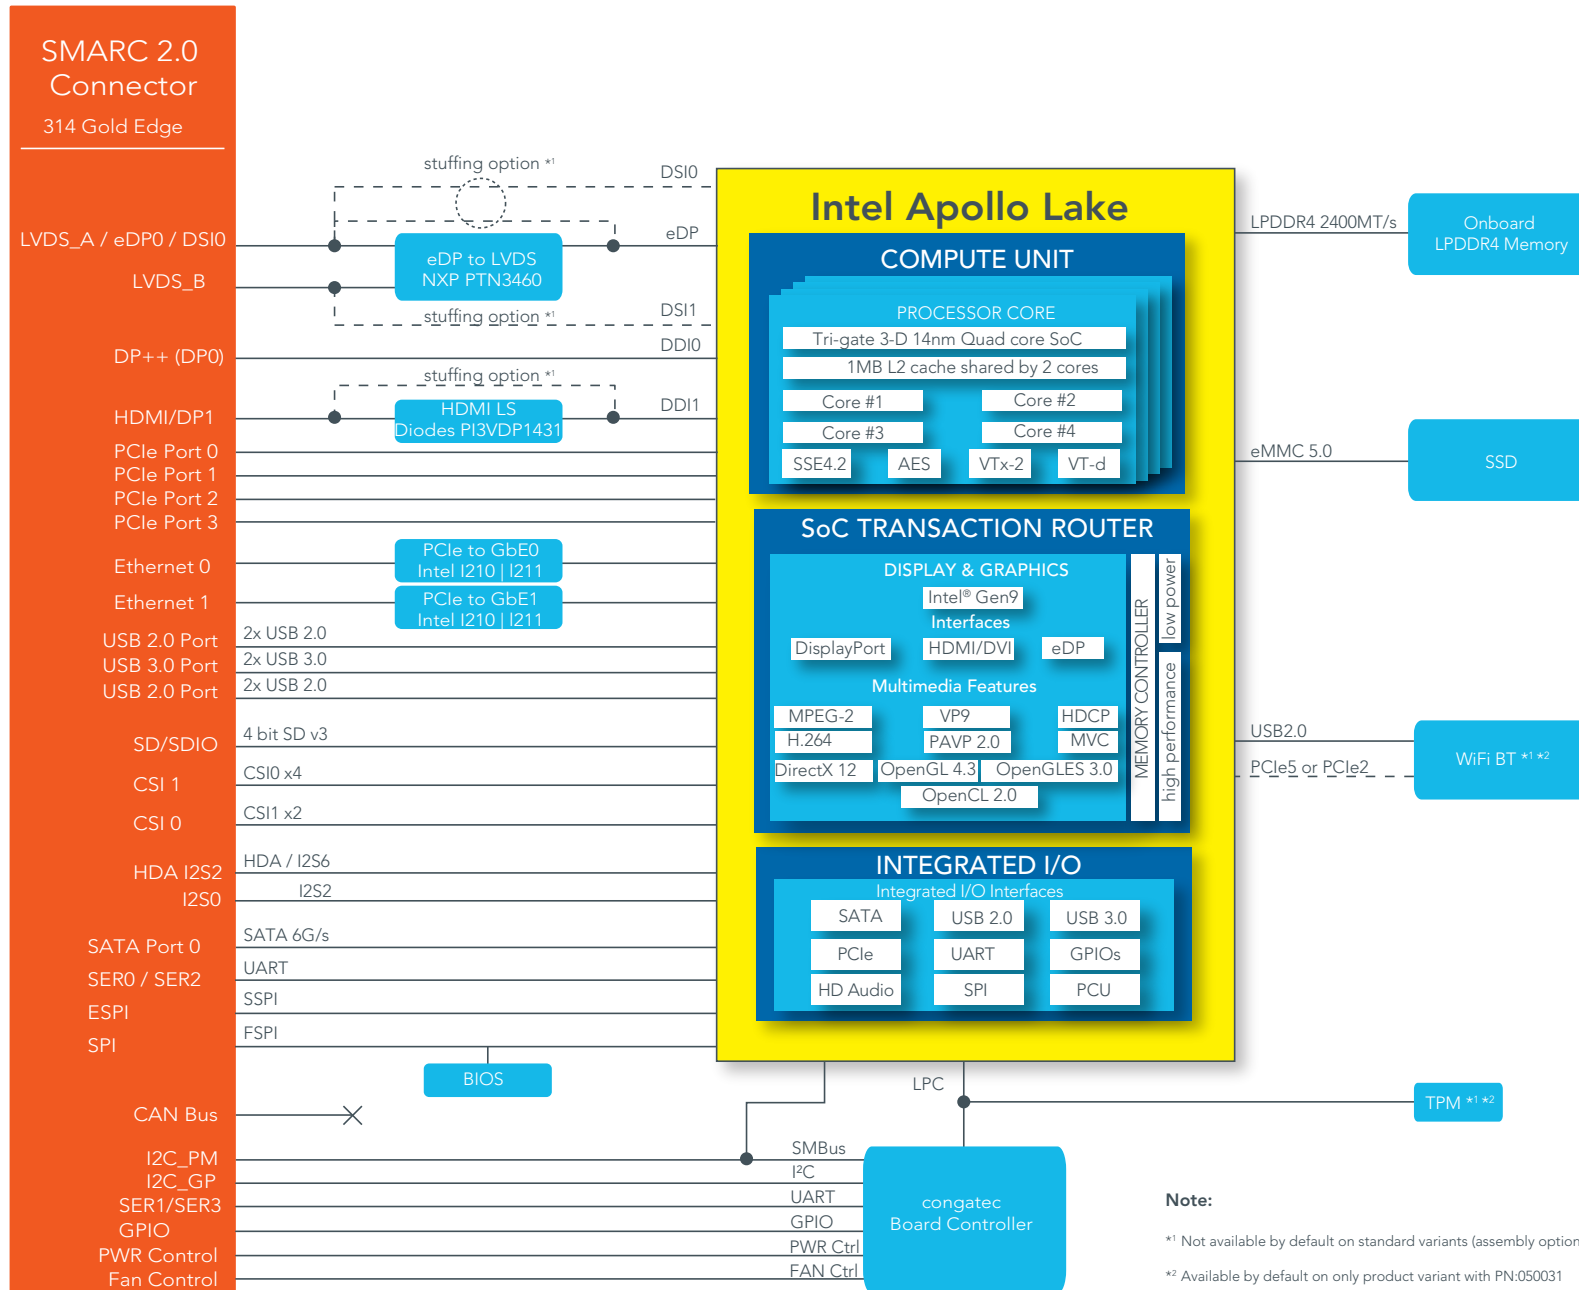 SMARC 2.0
Connector
314 Gold Edge
LVDS_A / eDP0 / DSI0
LVDS_B
DP++ (DP0)
HDMI/DP1
PCIe Port 0
PCIe Port 1
PCIe Port 2
PCIe Port 3
Ethernet 0
Ethernet 1
USB 2.0 Port
USB 3.0 Port
USB 2.0 Port
SD/SDIO
CSI 1
CSI 0
HDA I2S2
I2S0
SATA Port 0
SER0 / SER2
ESPI
SPI
CAN Bus
I2C_PM
I2C_GP
SER1/SER3
GPIO
PWR Control
Fan Control
stuffing option *1
DSI0
eDP
eDP to LVDS
NXP PTN3460
stuffing option *1
DSI1
DDI0
stuffing option *1
HDMI LS
Diodes PI3VDP1431
DDI1
PCIe to GbE0
Intel I210 | I211
PCIe to GbE1
Intel I210 | I211
2x USB 2.0
2x USB 3.0
2x USB 2.0
4 bit SD v3
CSI0 x4
CSI1 x2
HDA / I2S6
I2S2
SATA 6G/s
UART
SSPI
FSPI
BIOS
Intel Apollo Lake
COMPUTE UNIT
PROCESSOR CORE
Tri-gate 3-D 14nm Quad core SoC
1MB L2 cache shared by 2 cores
Core #1
Core #2
Core #3
Core #4
SSE4.2
AES
VTx-2
VT-d
SoC TRANSACTION ROUTER
DISPLAY & GRAPHICS
Intel® Gen9
Interfaces
DisplayPort
HDMI/DVI
eDP
Multimedia Features
MPEG-2
VP9
HDCP
H.264
PAVP 2.0
MVC
DirectX 12
OpenGL 4.3
OpenGLES 3.0
OpenCL 2.0
MEMORY CONTROLLER
low power
high performance
INTEGRATED I/O
Integrated I/O Interfaces
SATA
USB 2.0
USB 3.0
PCIe
UART
GPIOs
HD Audio
SPI
PCU
LPDDR4 2400MT/s
Onboard
LPDDR4 Memory
eMMC 5.0
SSD
USB2.0
PCIe5 or PCIe2
WiFi BT *1 *2
LPC
TPM *1 *2
SMBus
I²C
UART
GPIO
PWR Ctrl
FAN Ctrl
congatec
Board Controller
Note:
*1 Not available by default on standard variants (assembly option
*2 Available by default on only product variant with PN:050031